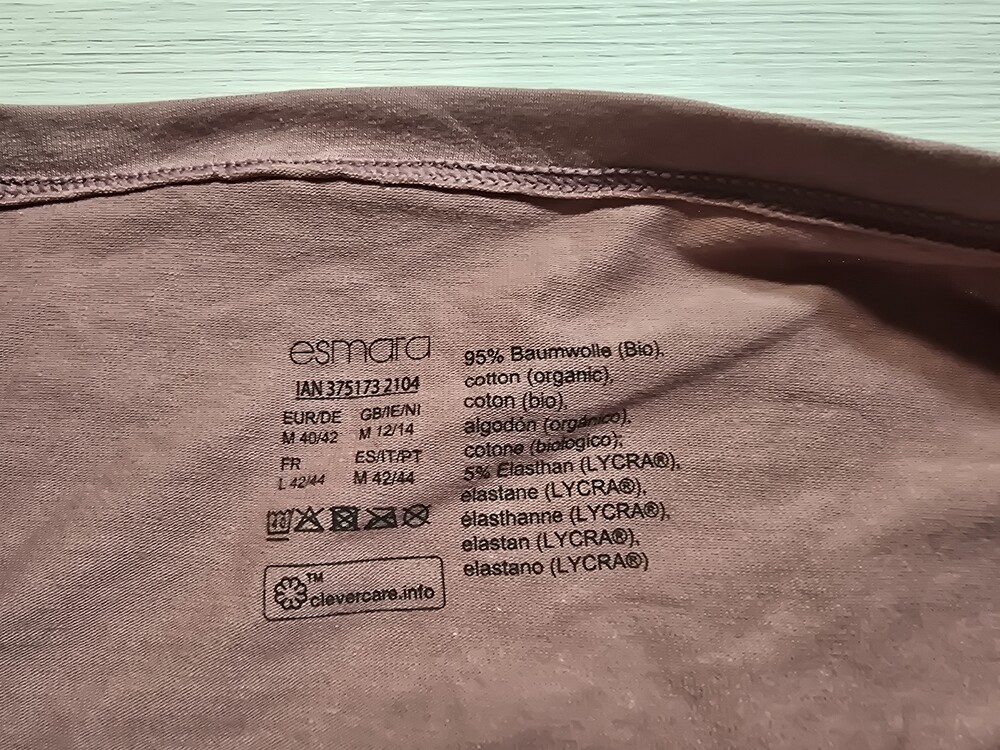 esmara
IAN 375173 2104
EUR/DE GB/IE/NI
M 40/42 M 12/14
FR ES/IT/PT
L 42/44 M 42/44
™
clevercare.info
95% Baumwolle (Bio),
cotton (organic),
coton (bio),
algodón (orgánico),
cotone (biologico);
5% Elasthan (LYCRA®),
elastane (LYCRA®),
élasthanne (LYCRA®),
elastan (LYCRA®),
elastano (LYCRA®)